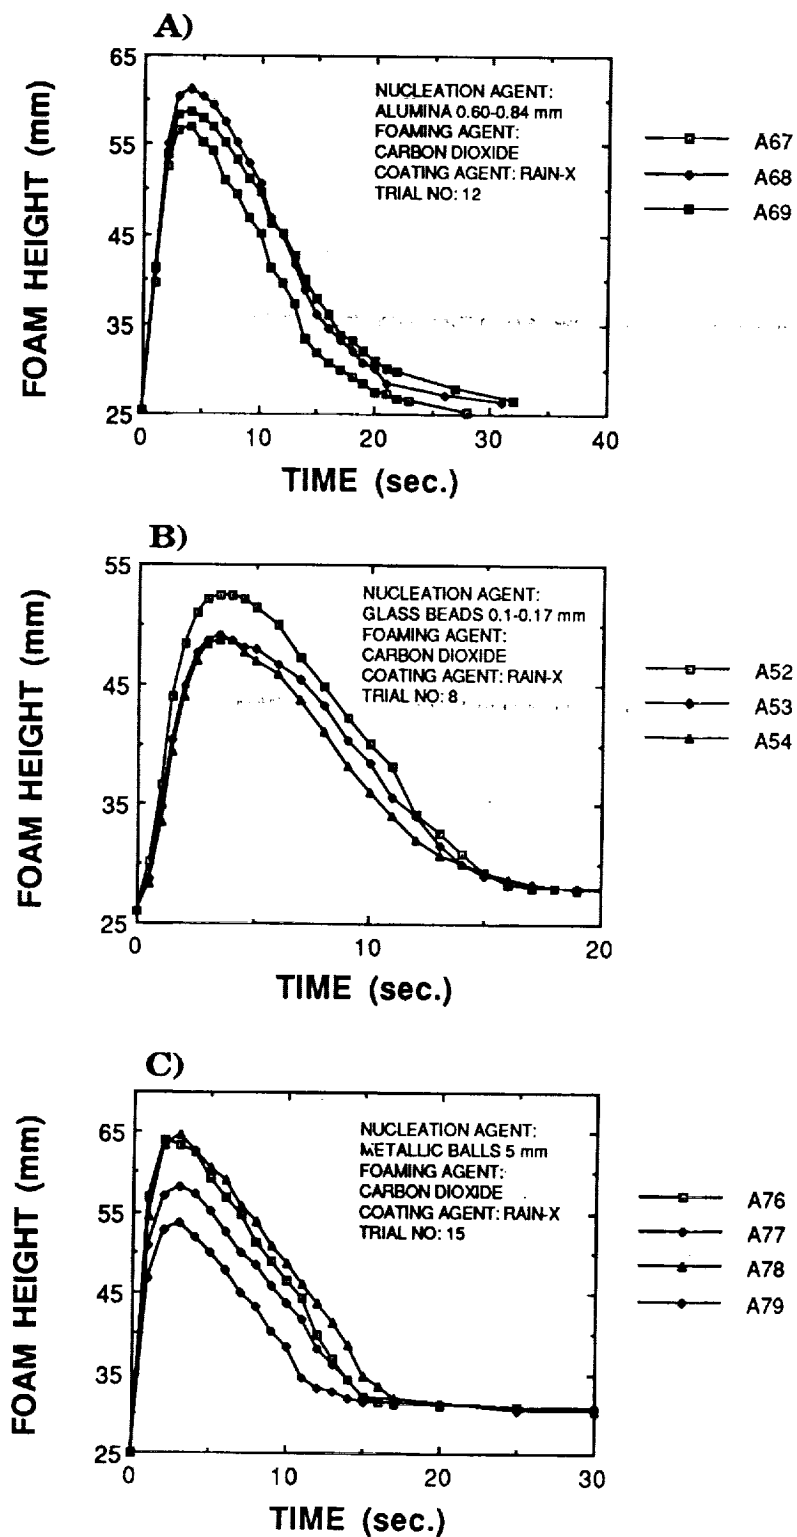 A)
65
55
45
35
25
FOAM HEIGHT (mm)
NUCLEATION AGENT:
ALUMINA 0.60-0.84 mm
FOAMING AGENT:
CARBON DIOXIDE
COATING AGENT: RAIN-X
TRIAL NO: 12
A67
A68
A69
0 10 20 30 40
TIME (sec.)
B)
55
45
35
25
FOAM HEIGHT (mm)
NUCLEATION AGENT:
GLASS BEADS 0.1-0.17 mm
FOAMING AGENT:
CARBON DIOXIDE
COATING AGENT: RAIN-X
TRIAL NO: 8
A52
A53
A54
0 10 20
TIME (sec.)
C)
65
55
45
35
25
FOAM HEIGHT (mm)
NUCLEATION AGENT:
METALLIC BALLS 5 mm
FOAMING AGENT:
CARBON DIOXIDE
COATING AGENT: RAIN-X
TRIAL NO: 15
A76
A77
A78
A79
0 10 20 30
TIME (sec.)